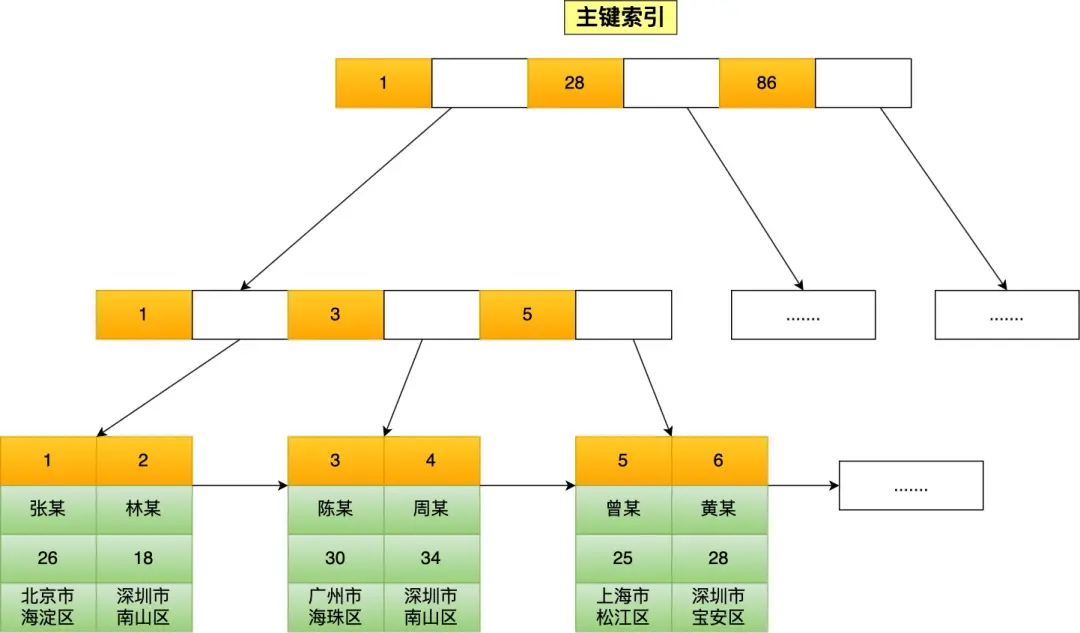 主键索引
1 28 86
1 3 5 ....... .......
1 2 3 4 5 6
.......
张某 林某 陈某 周某 曾某 黄某
26 18 30 34 25 28
北京市 深圳市 广州市 深圳市 上海市 深圳市
海淀区 南山区 海珠区 南山区 松江区 宝安区